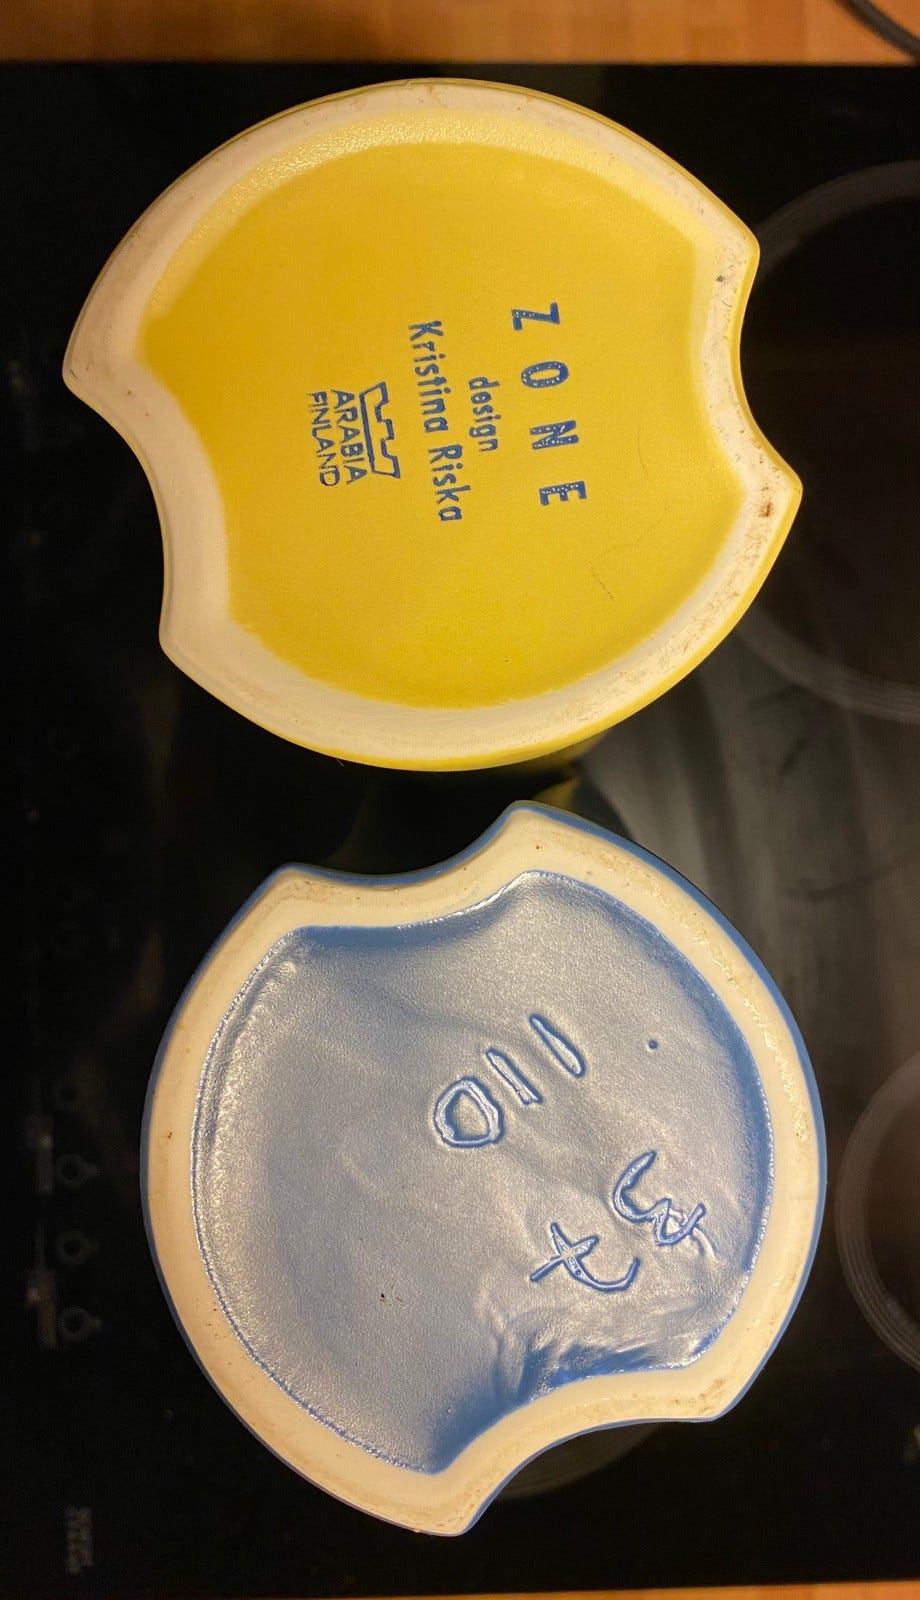 ZONE
design
Kristina Riska
ARABIA
FINLAND
110